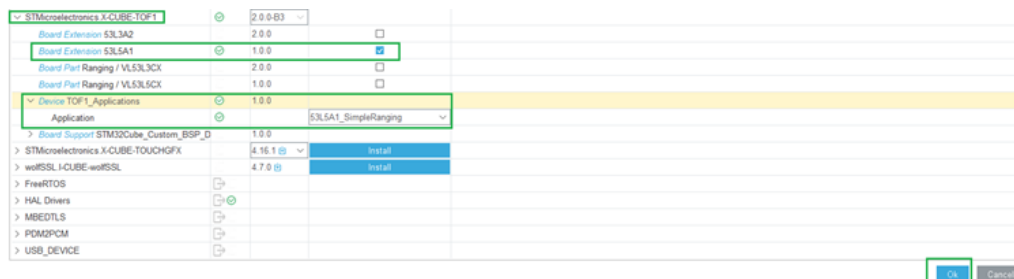 STMicroelectronics.X-CUBE-TOF1 2.0.0-B3
Board Extension 53L3A2 2.0.0
Board Extension 53L5A1 1.0.0
Board Part Ranging / VL53L3CX 2.0.0
Board Part Ranging / VL53L5CX 1.0.0
Device TOF1_Applications 1.0.0
Application 53L5A1_SimpleRanging
Board Support STM32Cube_Custom_BSP_D 1.0.0
STMicroelectronics.X-CUBE-TOUCHGFX 4.16.1 Install
wolfSSL.I-CUBE-wolfSSL 4.7.0 Install
FreeRTOS
HAL Drivers
MBEDTLS
PDM2PCM
USB_DEVICE
Ok Cancel